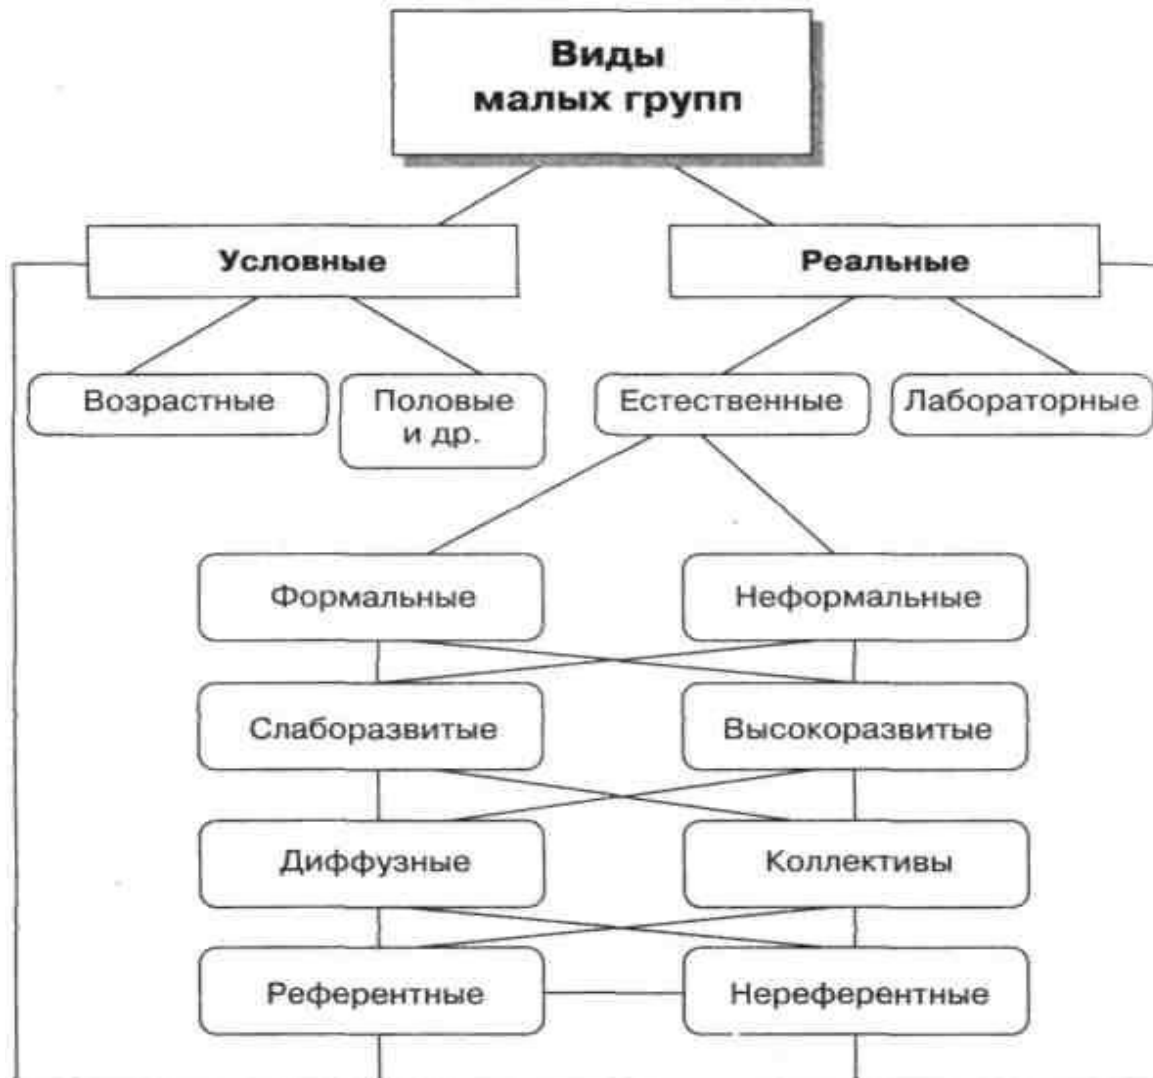 Виды
малых групп
Условные
Реальные
Возрастные
Половые
и др.
Естественные
Лабораторные
Формальные
Неформальные
Слаборазвитые
Высокоразвитые
Диффузные
Коллективы
Референтные
Нереферентные